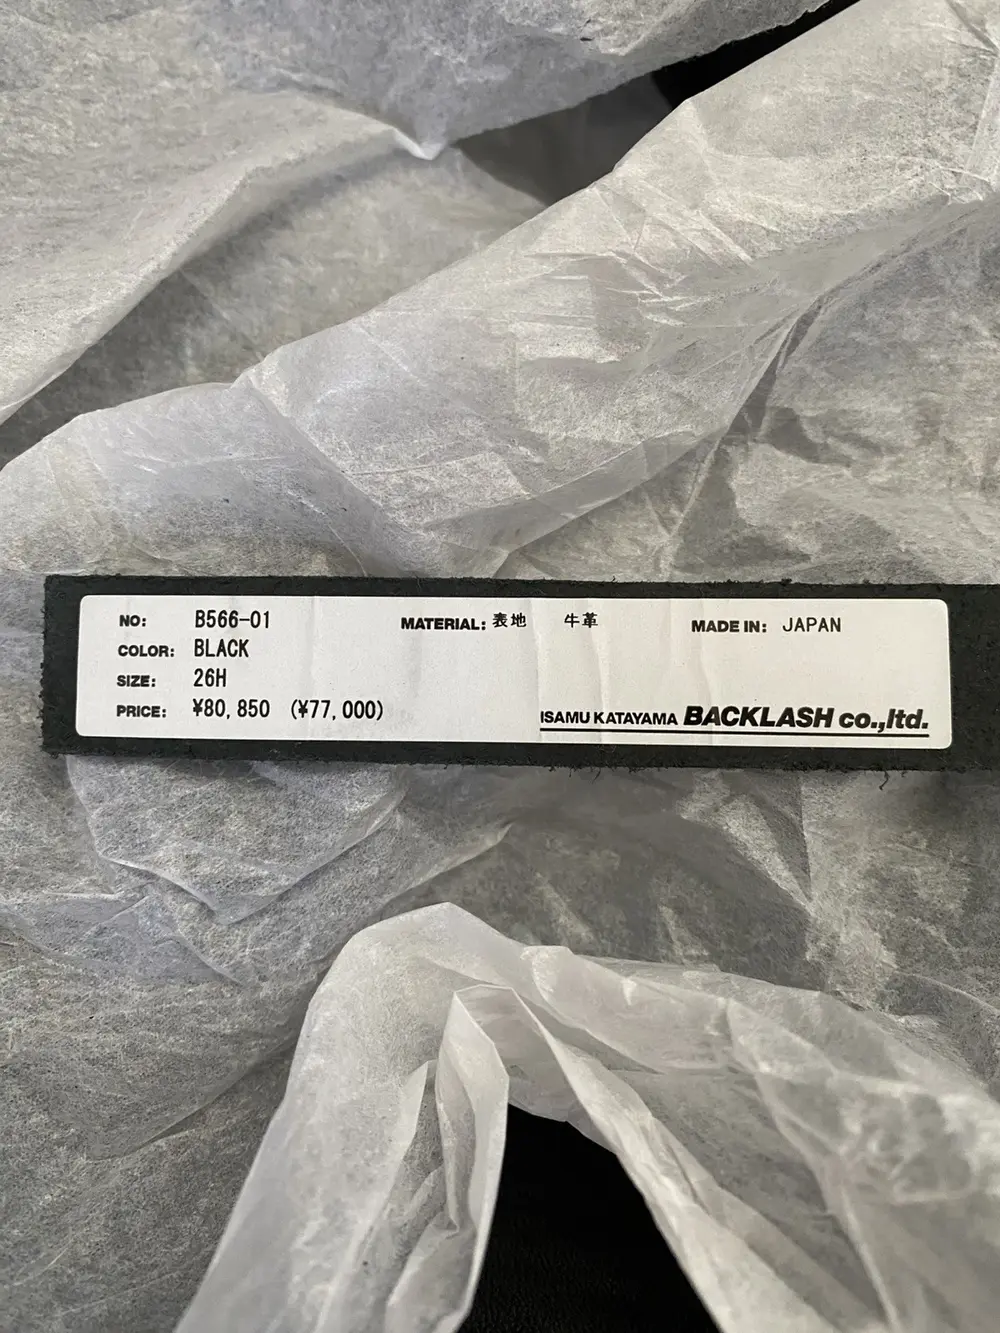 NO: B566-01
COLOR: BLACK
SIZE: 26H
PRICE: ¥80,850 (¥77,000)
MATERIAL: 表地 牛革
MADE IN: JAPAN
ISAMU KATAYAMA BACKLASH co.,ltd.